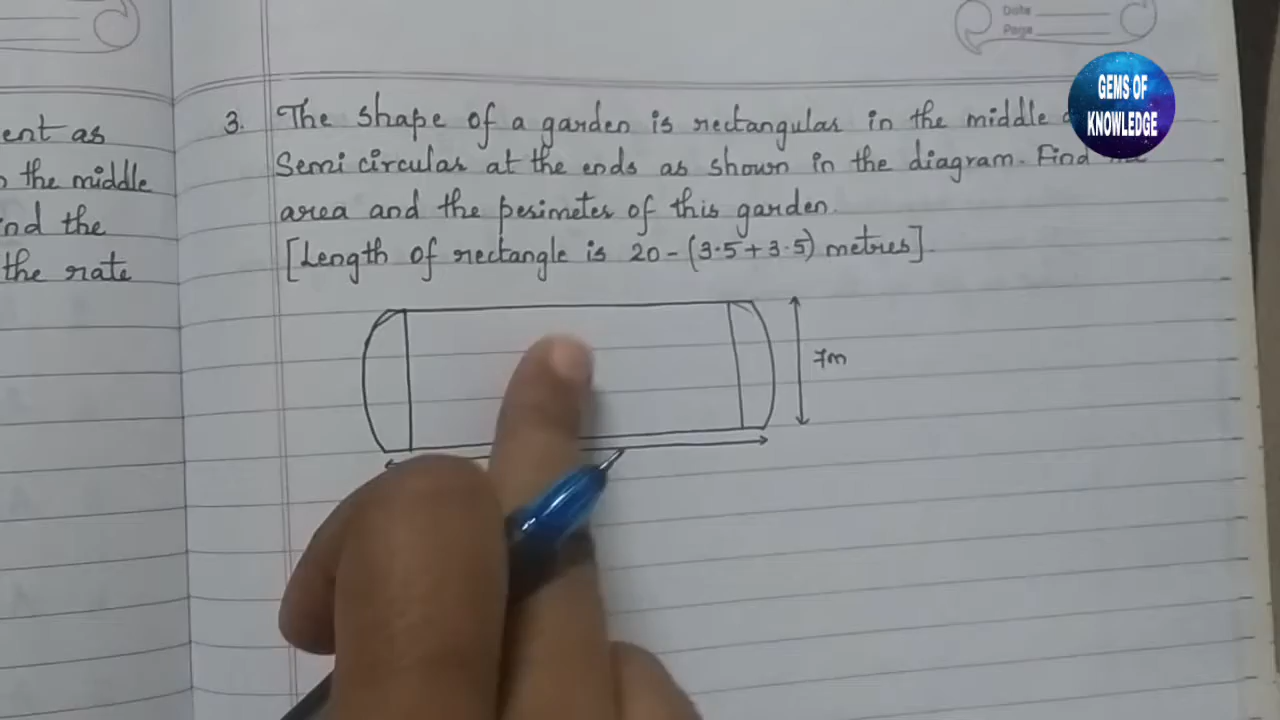 Date
Page
GEMS OF
KNOWLEDGE
ent as
the middle
nd the
the rate
3. The shape of a garden is rectangular in the middle
Semi circular at the ends as shown in the diagram. Find
area and the perimeter of this garden.
[Length of rectangle is 20 - (3.5 + 3.5) metres].
7m